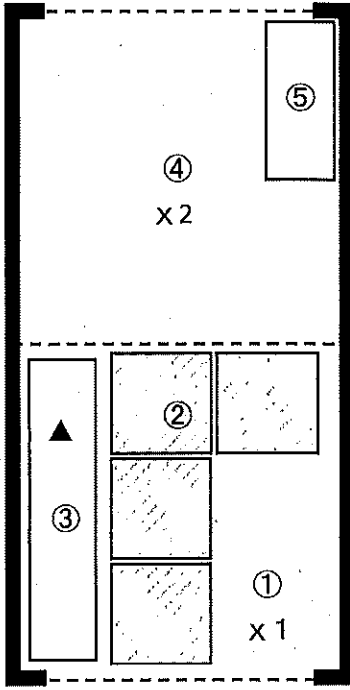 ⑤
④
x 2
②
③
①
x 1